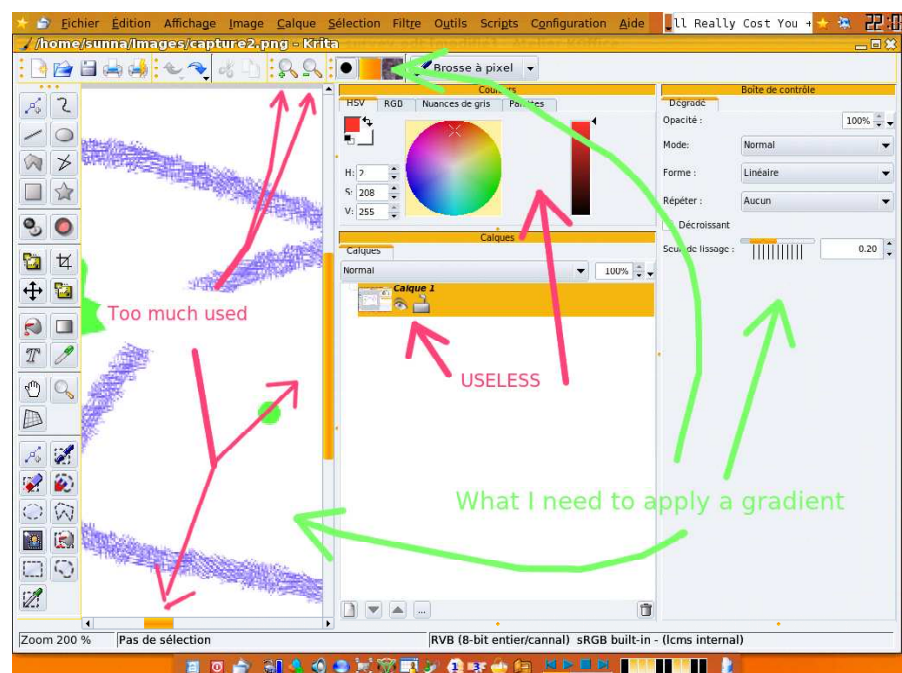 Fichier Édition Affichage Image Calque Sélection Filtre Outils Scripts Configuration Aide
ll Really Cost You
/home/sunna/Images/capture2.png - Krita
Brosse à pixel
Couleurs
Boîte de contrôle
HSV RGB Nuances de gris
Dégradé
Opacité :
100%
Mode:
Normal
Forme :
Linéaire
Répéter :
Aucun
Décroissant
Seuil de lissage :
0.20
H: 2
S: 208
V: 255
Calques
Calques
Normal
100%
Calque 1
Too much used
USELESS
What I need to apply a gradient
Zoom 200 %
Pas de sélection
RVB (8-bit entier/cannal) sRGB built-in - (lcms internal)